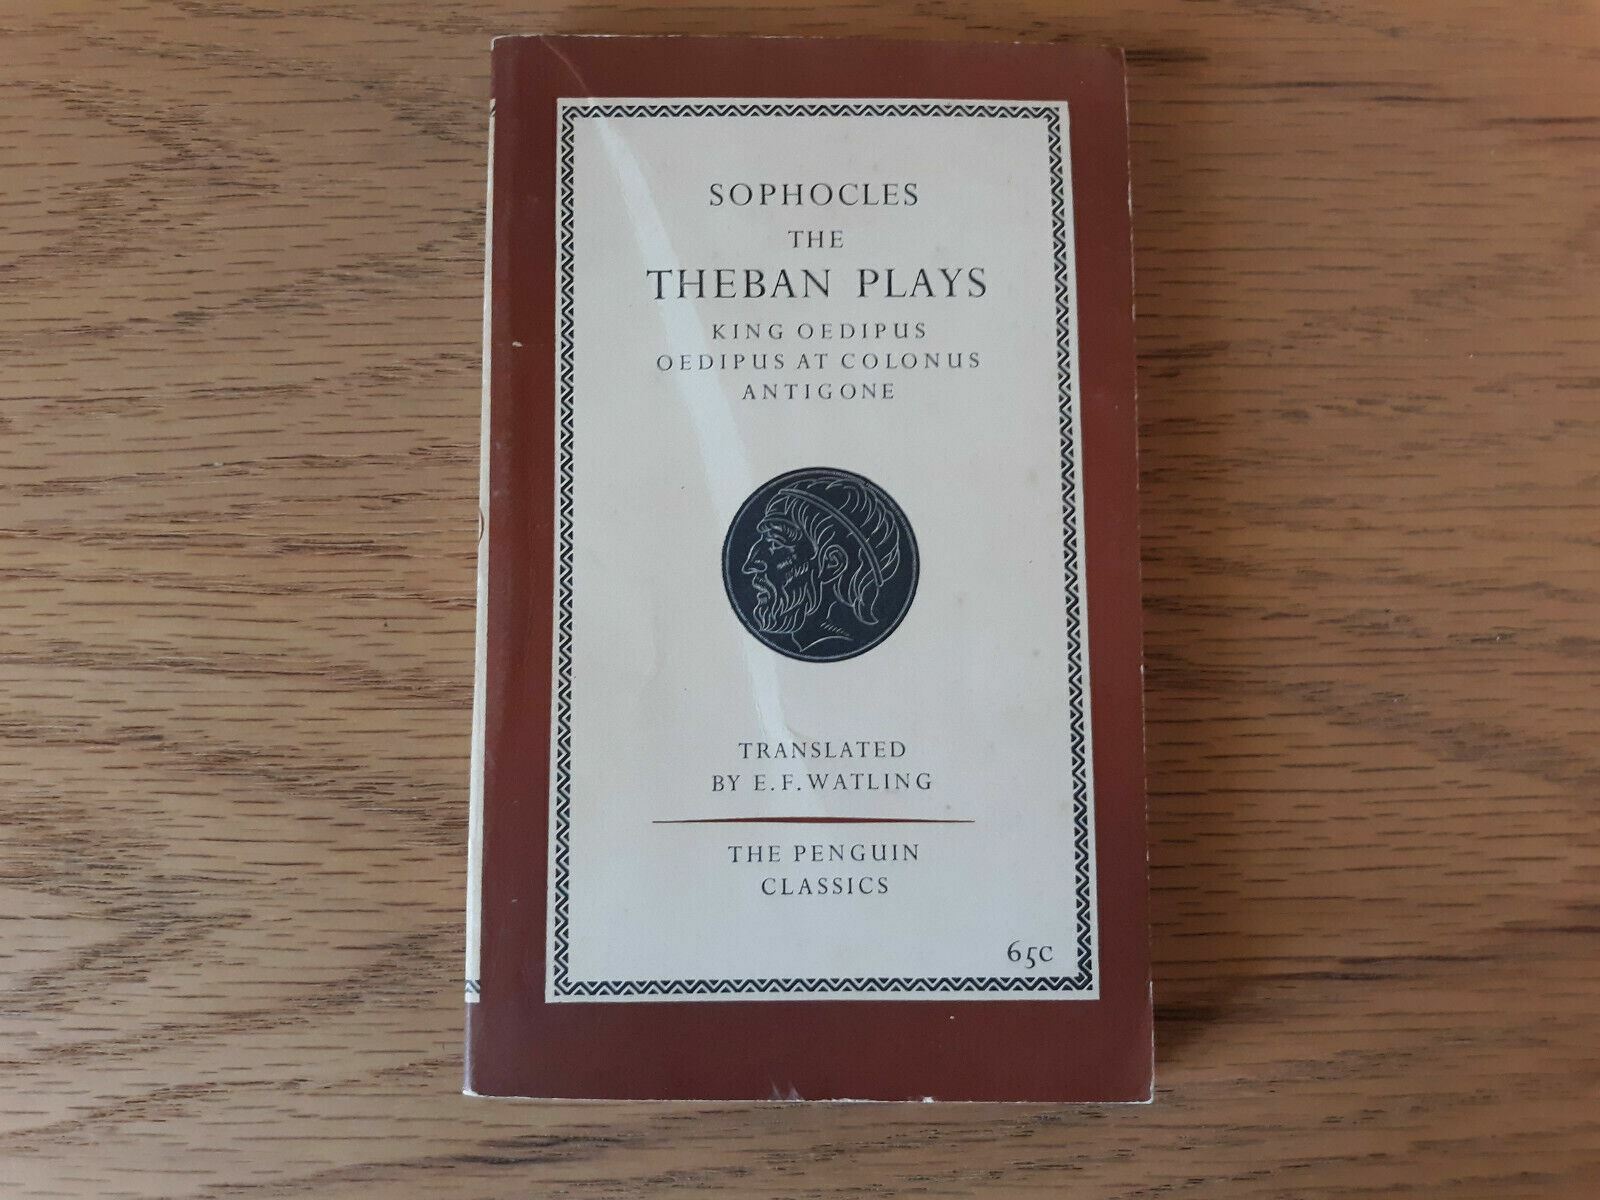 SOPHOCLES
THE
THEBAN PLAYS
KING OEDIPUS
OEDIPUS AT COLONUS
ANTIGONE
TRANSLATED
BY E. F. WATLING
THE PENGUIN
CLASSICS
65c